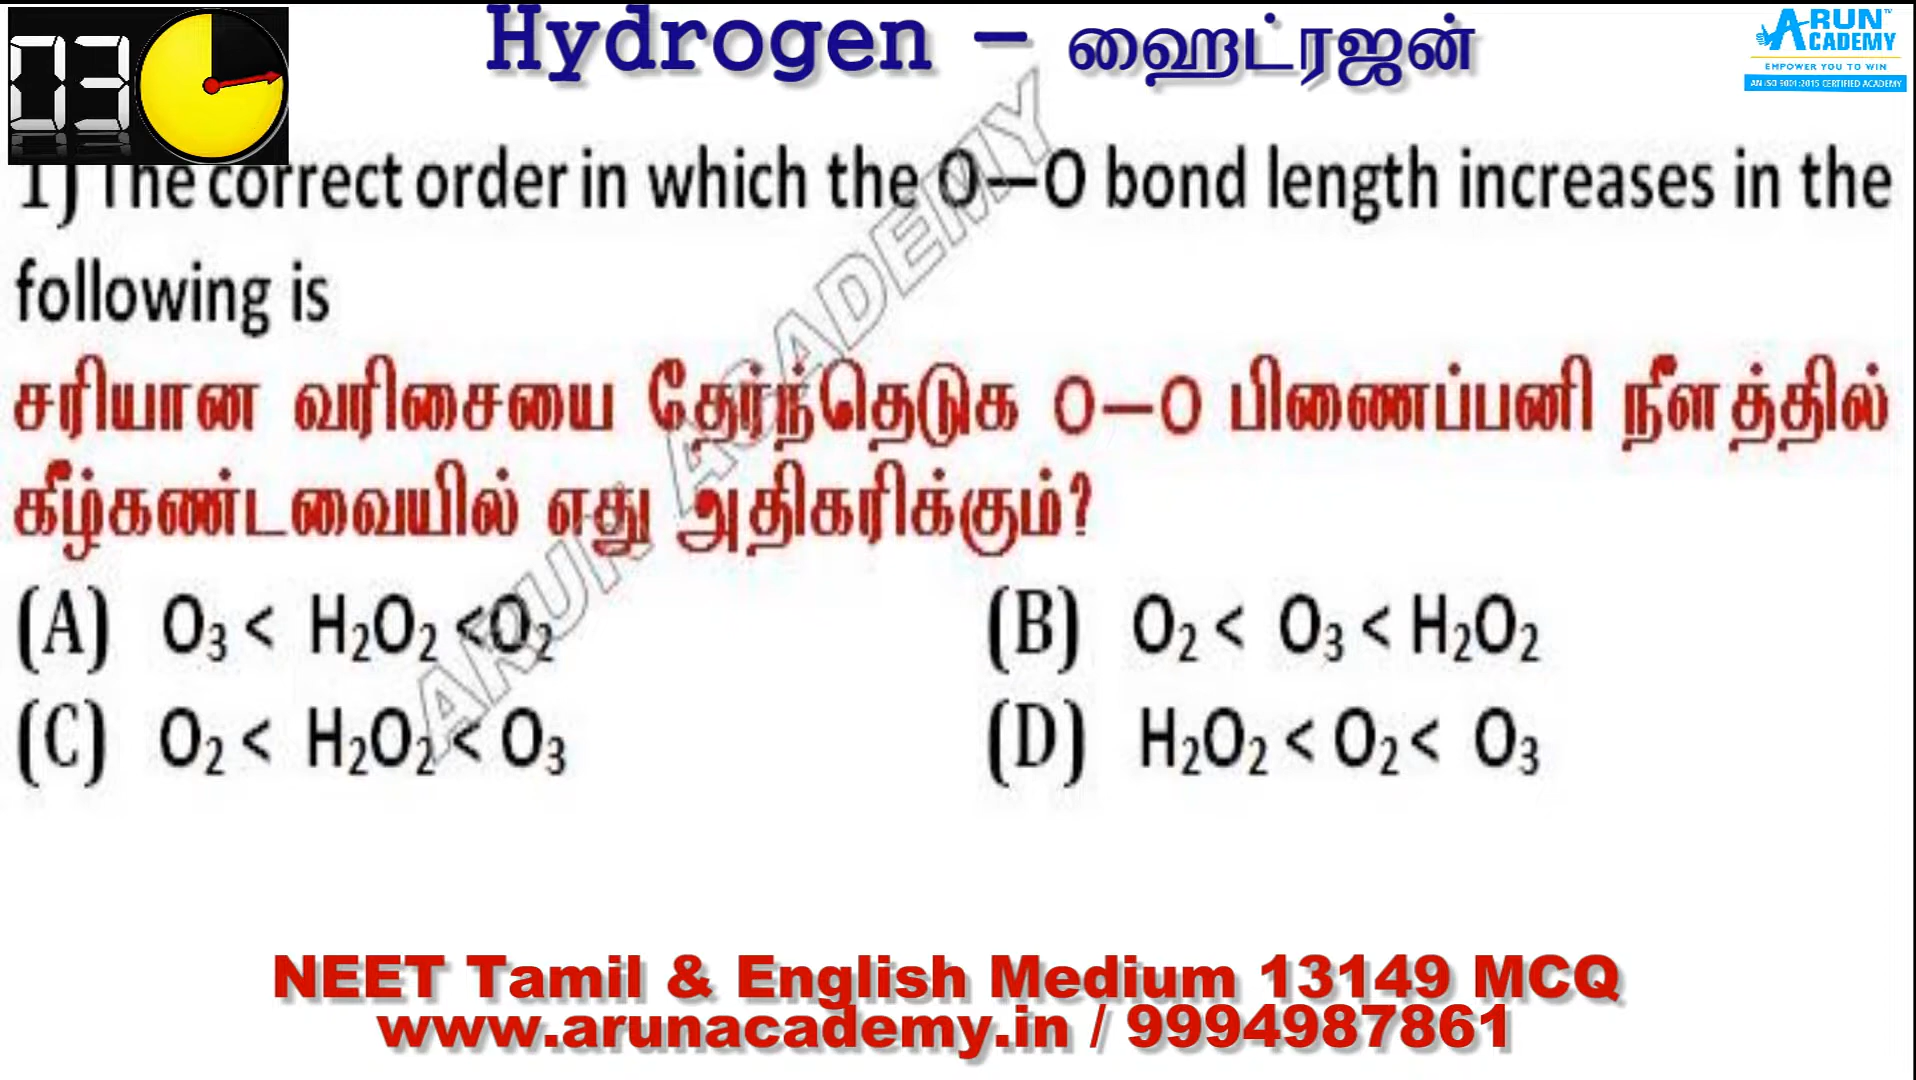 03
Hydrogen – ஹைட்ரஜன்
ARUN
ACADEMY
EMPOWER YOU TO WIN
AN ISO 9001:2015 CERTIFIED ACADEMY
1) The correct order in which the O—O bond length increases in the
following is
சரியான வரிசையை தேர்ந்தெடுக O—O பிணைப்பனி நீளத்தில்
கீழ்கண்டவையில் எது அதிகரிக்கும்?
(A) O₃ < H₂O₂ <O₂ (B) O₂ < O₃ < H₂O₂
(C) O₂ < H₂O₂ < O₃ (D) H₂O₂ < O₂ < O₃
ARUN ACADEMY
NEET Tamil & English Medium 13149 MCQ
www.arunacademy.in / 9994987861